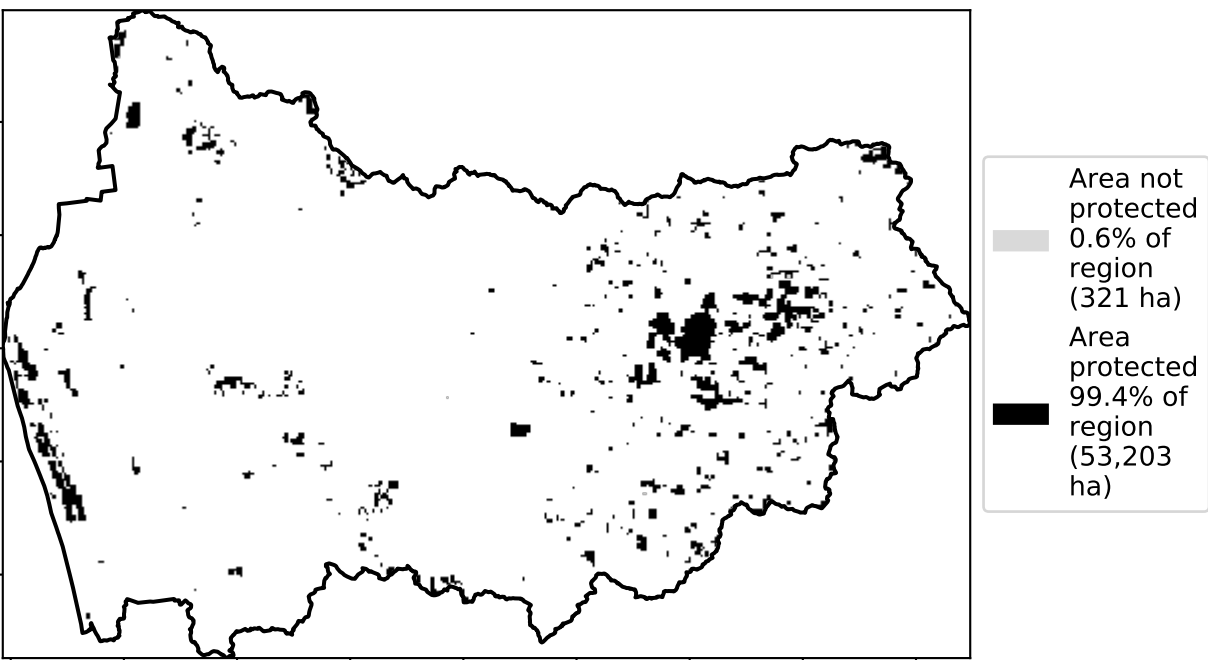 Area not
protected
0.6% of
region
(321 ha)
Area
protected
99.4% of
region
(53,203
ha)